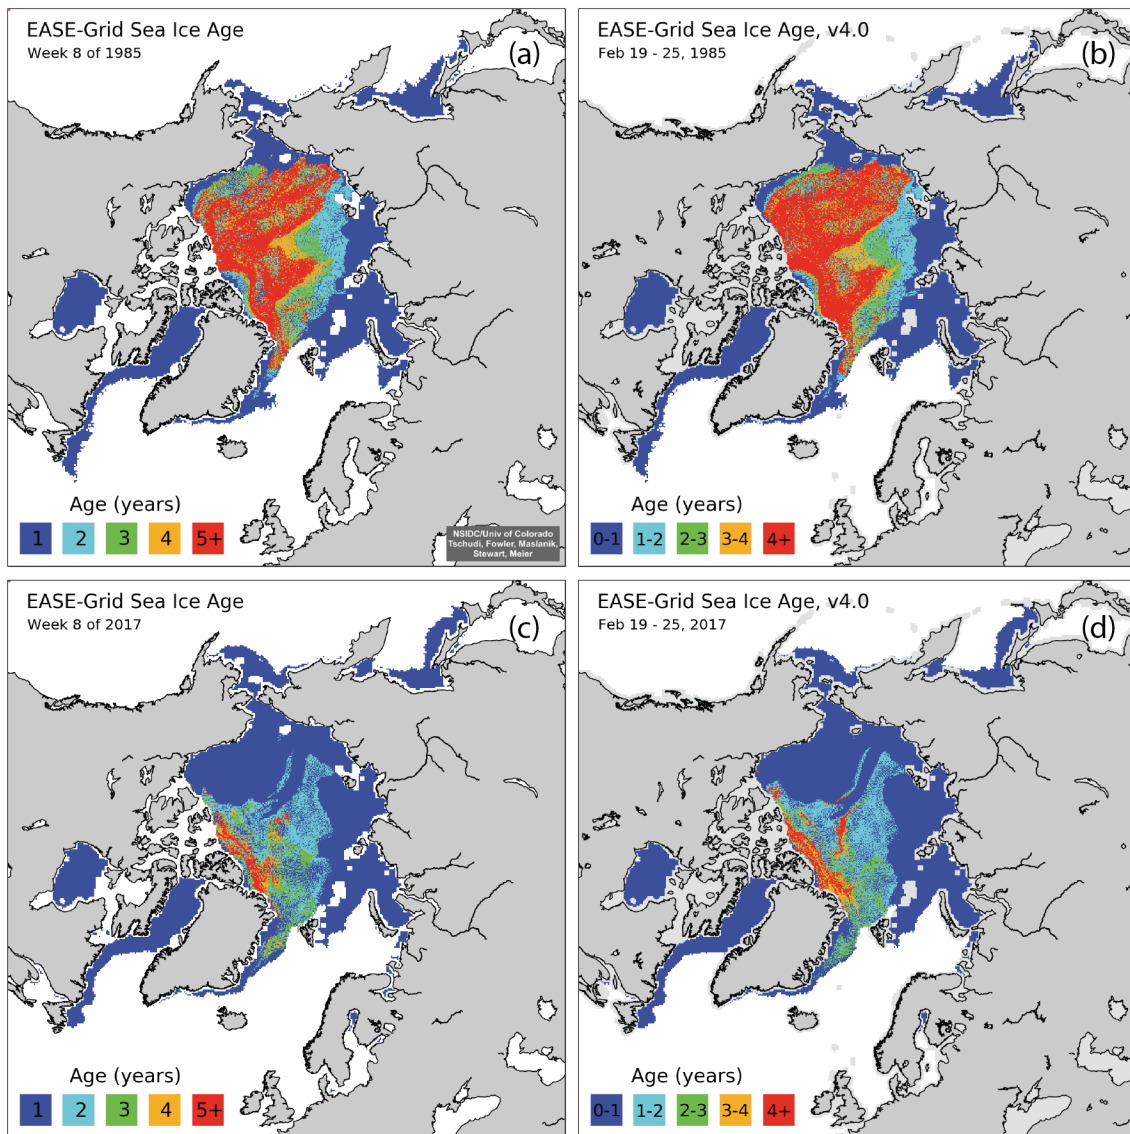 EASE-Grid Sea Ice Age
Week 8 of 1985
(a)
Age (years)
1 2 3 4 5+
NSIDC/Univ of Colorado
Tschudi, Fowler, Maslanik,
Stewart, Meier
EASE-Grid Sea Ice Age, v4.0
Feb 19 - 25, 1985
(b)
Age (years)
0-1 1-2 2-3 3-4 4+
EASE-Grid Sea Ice Age
Week 8 of 2017
(c)
Age (years)
1 2 3 4 5+
EASE-Grid Sea Ice Age, v4.0
Feb 19 - 25, 2017
(d)
Age (years)
0-1 1-2 2-3 3-4 4+